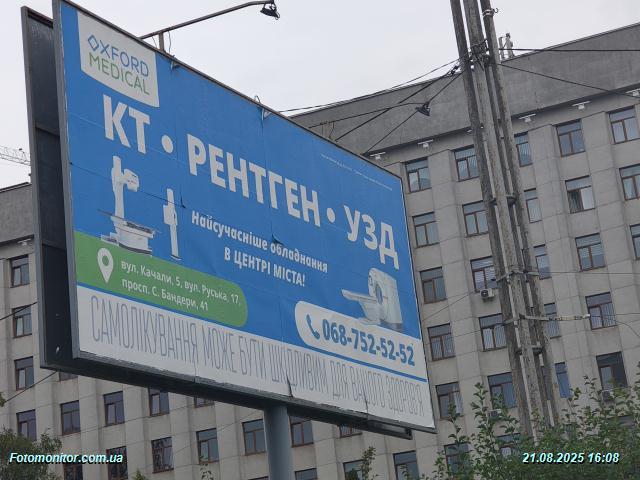 OXFORD
MEDICAL
КТ • РЕНТГЕН • УЗД
Найсучасніше обладнання
В ЦЕНТРІ МІСТА!
вул. Качали, 5, вул. Руська, 17,
просп. С. Бандери, 41
068-752-52-52
САМОЛІКУВАННЯ МОЖЕ БУТИ ШКІДЛИВИМ ДЛЯ ВАШОГО ЗДОРОВ'Я
Fotomonitor.com.ua
21.08.2025 16:08